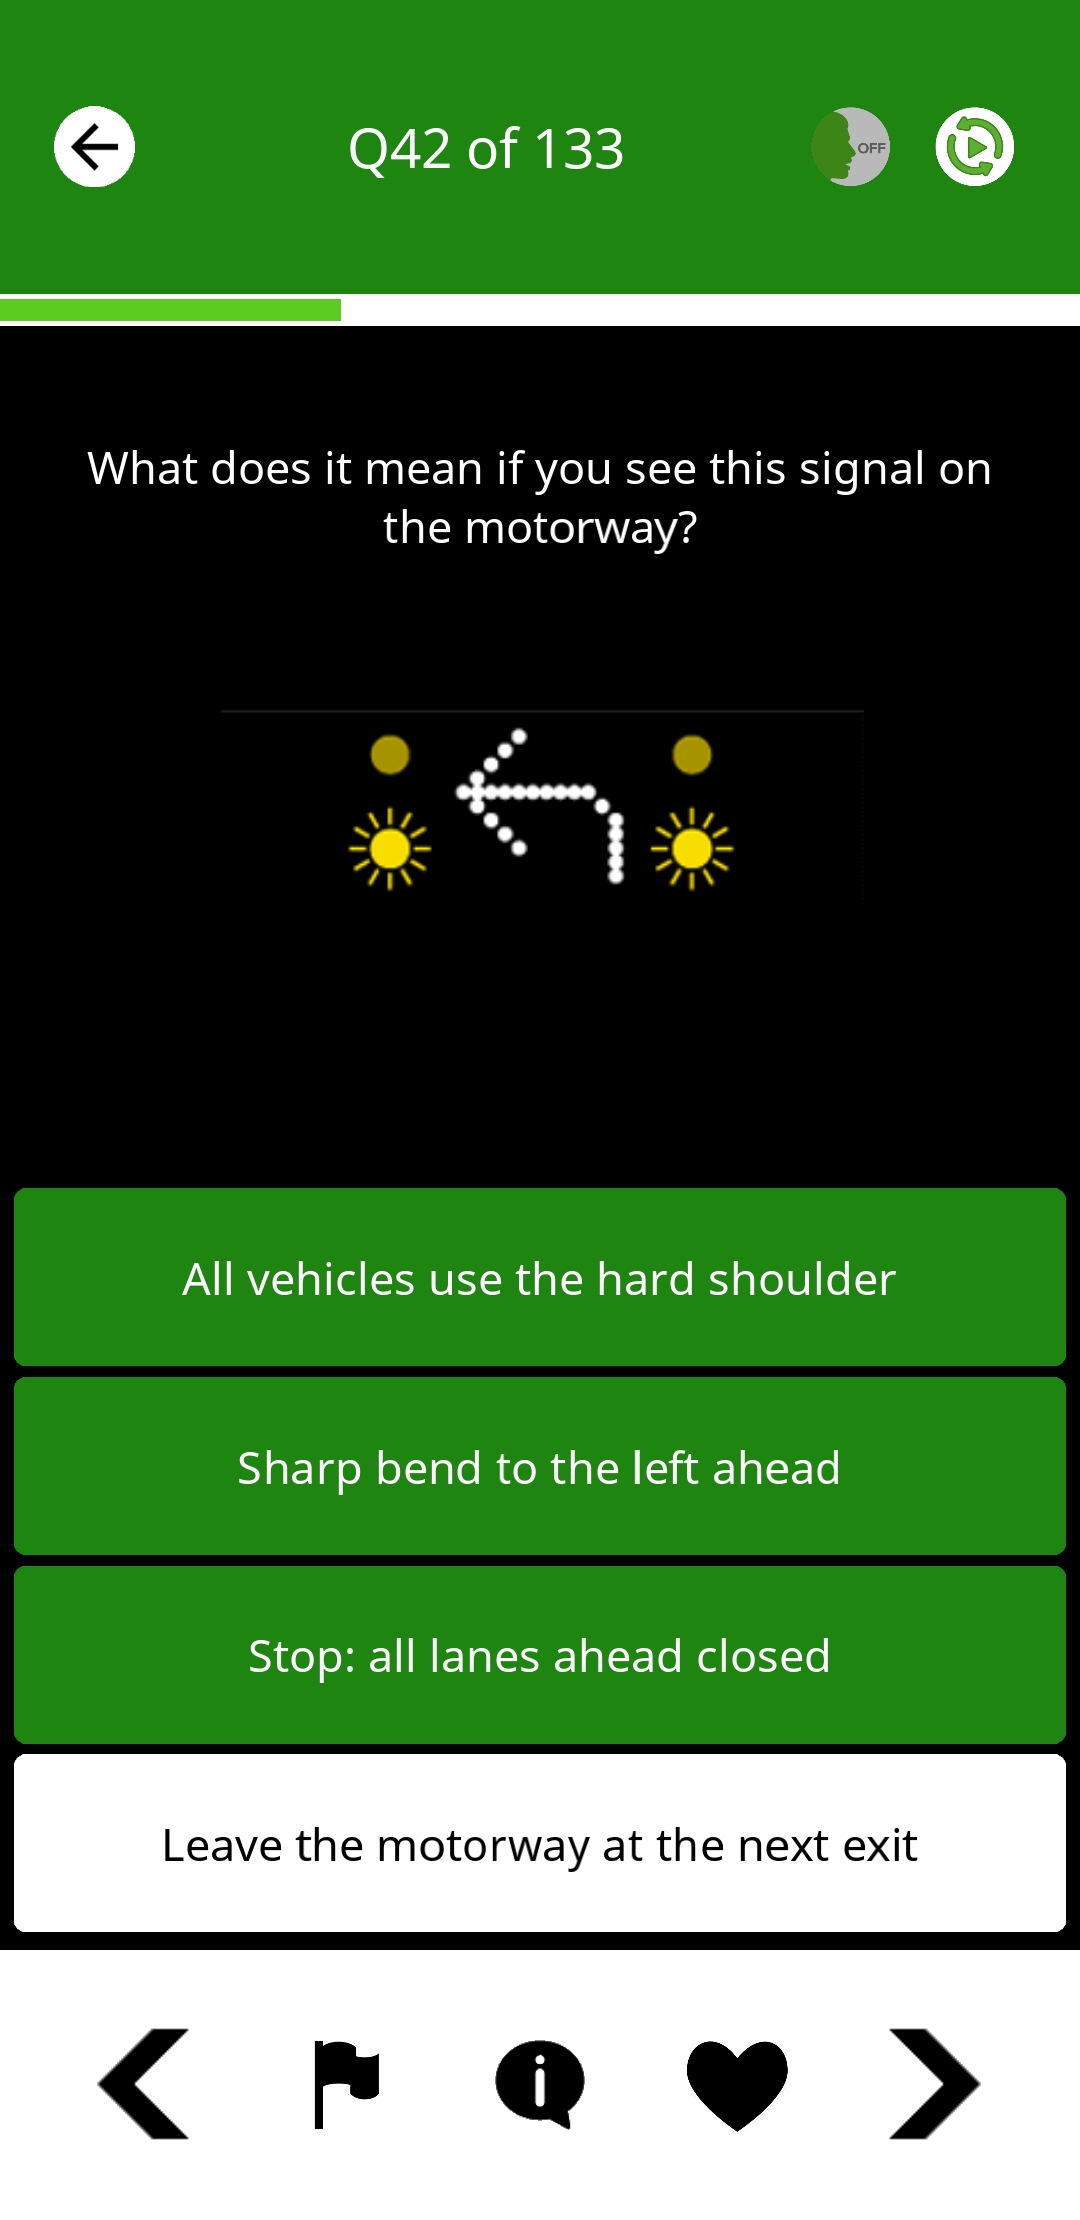 Q42 of 133
OFF
What does it mean if you see this signal on
the motorway?
All vehicles use the hard shoulder
Sharp bend to the left ahead
Stop: all lanes ahead closed
Leave the motorway at the next exit